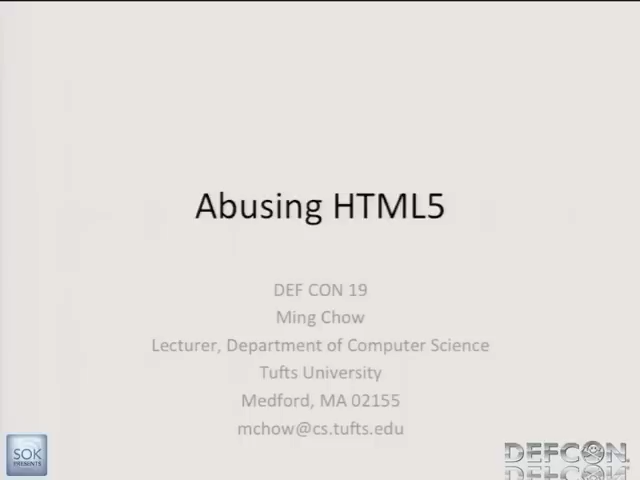 Abusing HTML5
DEF CON 19
Ming Chow
Lecturer, Department of Computer Science
Tufts University
Medford, MA 02155
mchow@cs.tufts.edu
SOK
PRESENTS
DEFCON